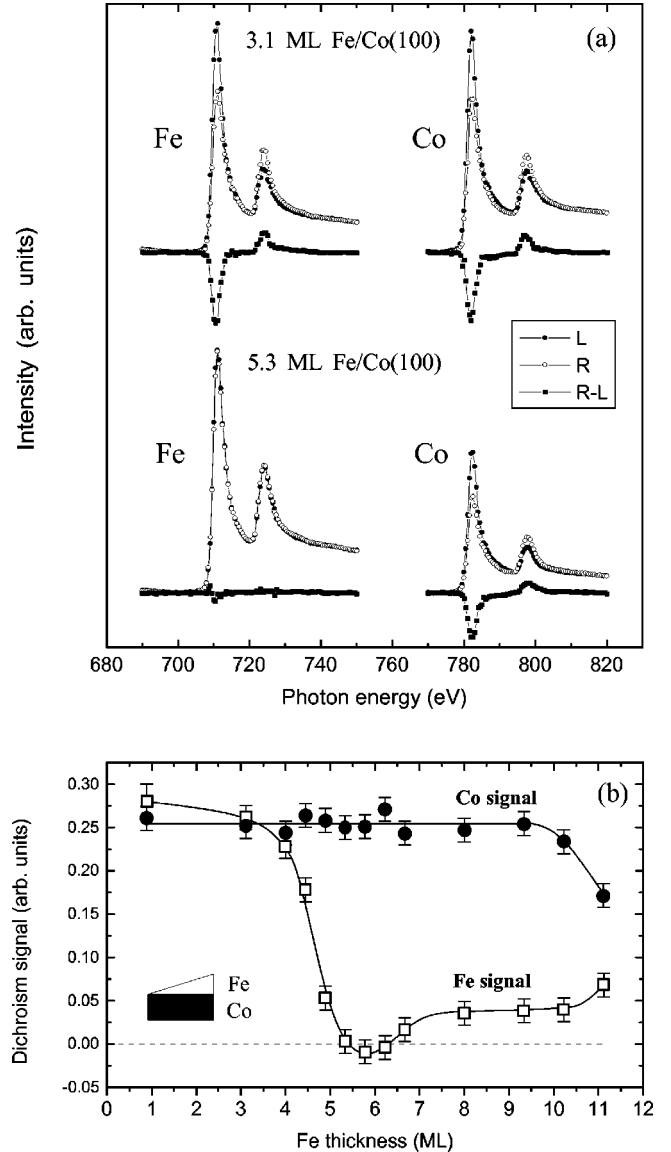 3.1 ML Fe/Co(100)
(a)
Fe
Co
5.3 ML Fe/Co(100)
L
R
R-L
Fe
Co
Intensity (arb. units)
680 700 720 740 760 780 800 820
Photon energy (eV)
(b)
Co signal
Fe signal
Fe
Co
0.30
0.25
0.20
0.15
0.10
0.05
0.00
-0.05
Dichroism signal (arb. units)
0 1 2 3 4 5 6 7 8 9 10 11 12
Fe thickness (ML)